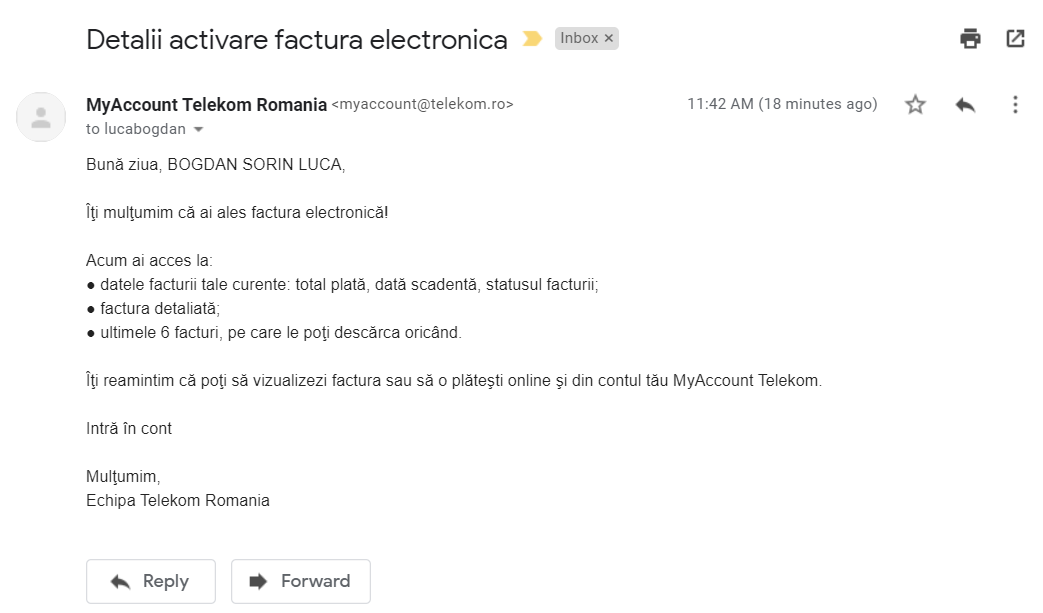 Detalii activare factura electronica
Inbox ×
MyAccount Telekom Romania <myaccount@telekom.ro>
11:42 AM (18 minutes ago)
to lucabogdan
Bună ziua, BOGDAN SORIN LUCA,
Îţi mulţumim că ai ales factura electronică!
Acum ai acces la:
● datele facturii tale curente: total plată, dată scadentă, statusul facturii;
● factura detaliată;
● ultimele 6 facturi, pe care le poţi descărca oricând.
Îţi reamintim că poţi să vizualizezi factura sau să o plăteşti online şi din contul tău MyAccount Telekom.
Intră în cont
Mulţumim,
Echipa Telekom Romania
Reply
Forward